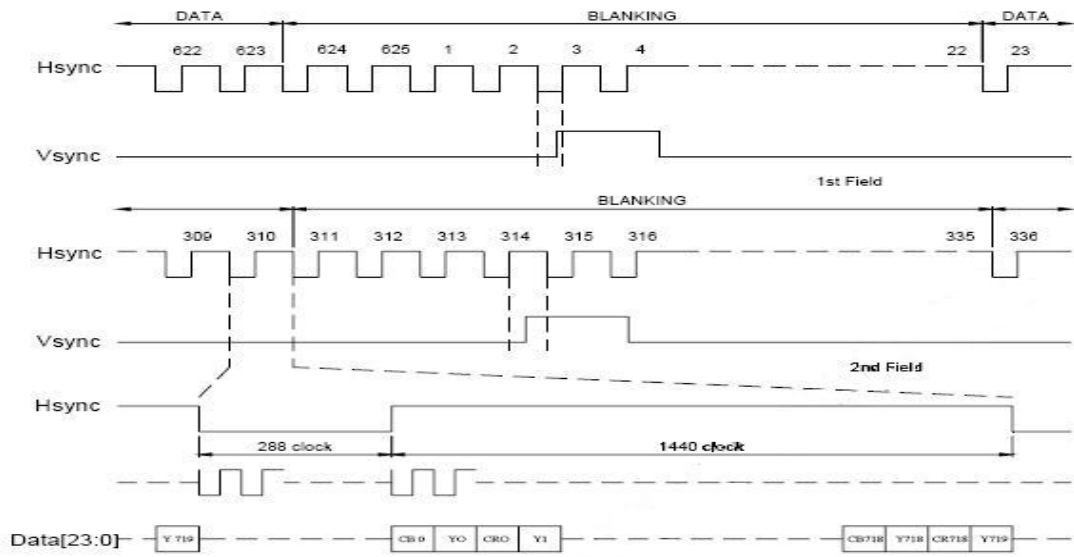 DATA BLANKING DATA
622 623 624 625 1 2 3 4 22 23
Hsync
Vsync
1st Field
BLANKING
309 310 311 312 313 314 315 316 335 336
Hsync
Vsync
2nd Field
Hsync
288 clock 1440 clock
Data[23:0] Y 719 CB 0 YO CRO Y1 CB718 Y718 CR718 Y719